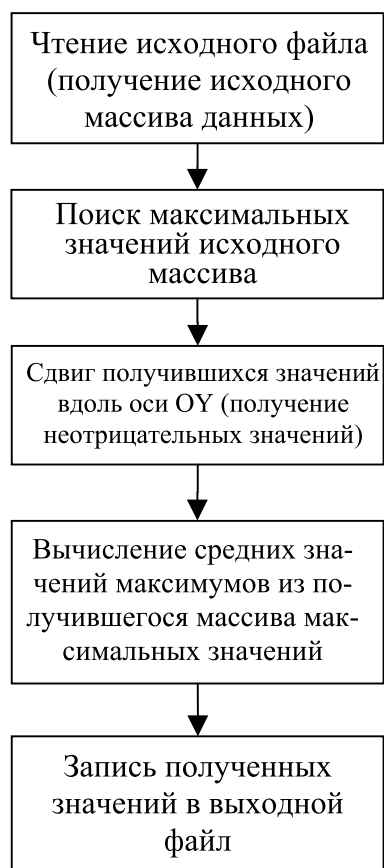 Чтение исходного файла
(получение исходного
массива данных)
Поиск максимальных
значений исходного
массива
Сдвиг получившихся значений
вдоль оси OY (получение
неотрицательных значений)
Вычисление средних зна-
чений максимумов из по-
лучившегося массива мак-
симальных значений
Запись полученных
значений в выходной
файл